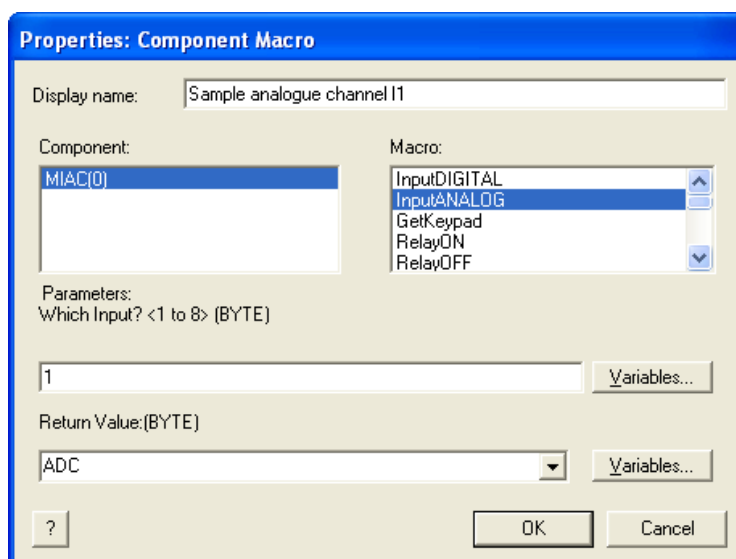 Properties: Component Macro
Display name: Sample analogue channel I1
Component: Macro:
MIAC(0)
InputDIGITAL
InputANALOG
GetKeypad
RelayON
RelayOFF
Parameters:
Which Input? <1 to 8> (BYTE)
1 Variables...
Return Value:(BYTE)
ADC Variables...
? OK Cancel